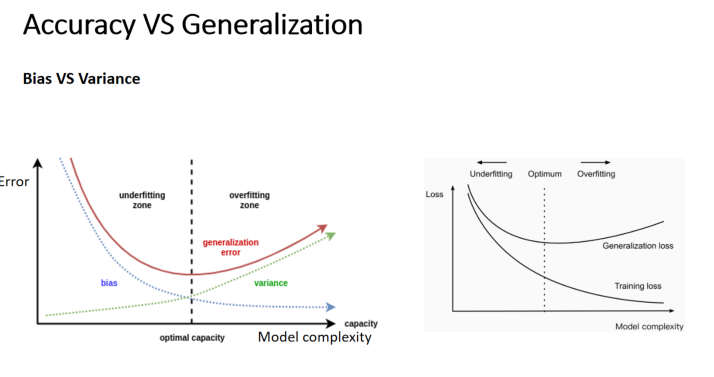 Accuracy VS Generalization
Bias VS Variance
Error
underfitting
zone
overfitting
zone
generalization
error
bias
variance
capacity
optimal capacity
Model complexity
Underfitting
Optimum
Overfitting
Loss
Generalization loss
Training loss
Model complexity